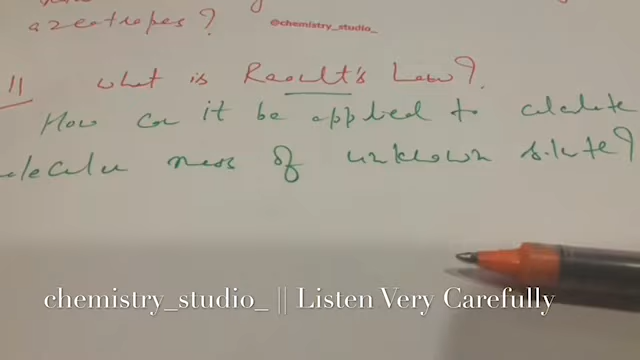 azeotropes?
@chemistry_studio_
11 What is Raoult's Law?
How can it be applied to calculate
molecular mass of unknown solute?
chemistry_studio_ || Listen Very Carefully